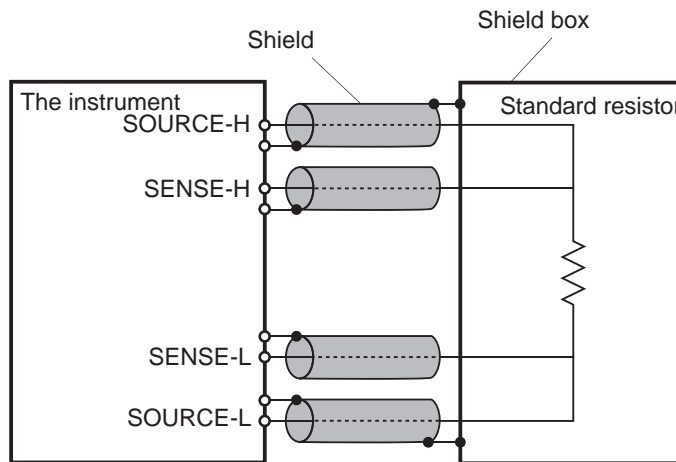 Shield box
Shield
The instrument
Standard resistor
SOURCE-H
SENSE-H
SENSE-L
SOURCE-L